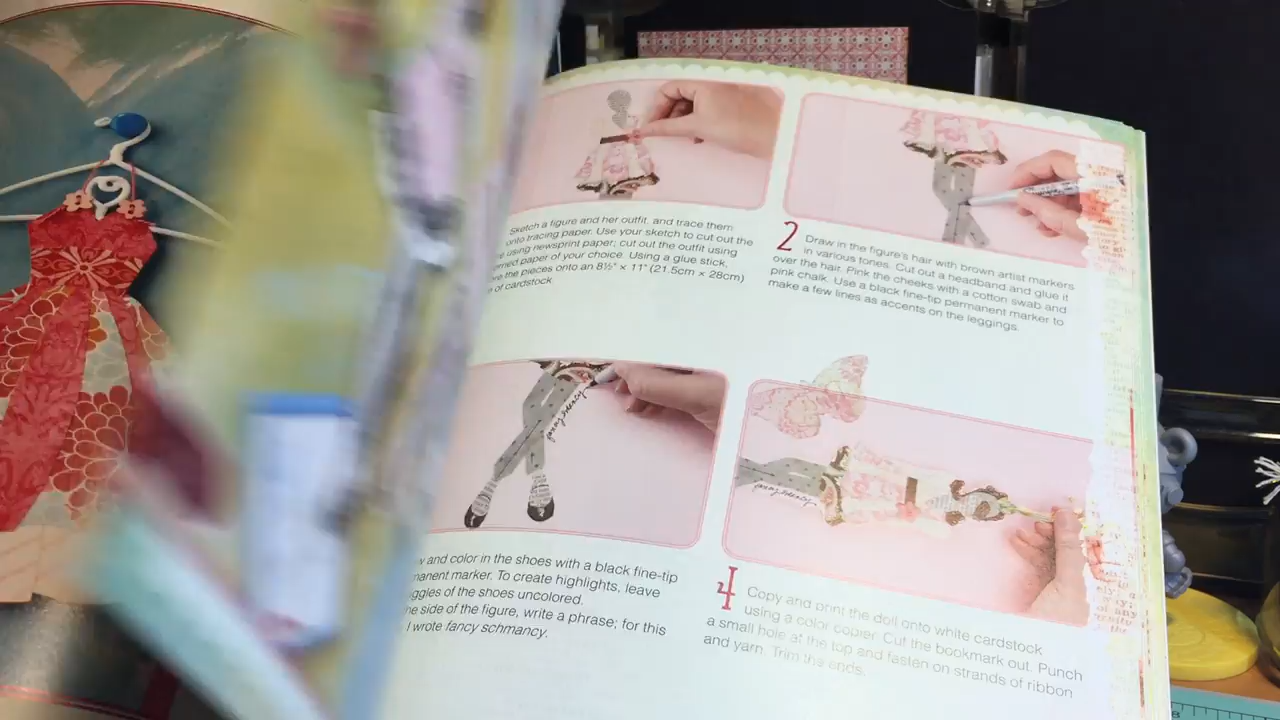 Sketch a figure and her outfit, and trace them
onto tracing paper. Use your sketch to cut out the
using newsprint paper; cut out the outfit using
paper of your choice. Using a glue stick,
the pieces onto an 8½" × 11" (21.5cm × 28cm)
of cardstock.
2 Draw in the figure's hair with brown artist markers
in various tones. Cut out a headband and glue it
over the hair. Pink the cheeks with a cotton swab and
pink chalk. Use a black fine-tip permanent marker to
make a few lines as accents on the leggings.
fancy schmancy
and color in the shoes with a black fine-tip
marker. To create highlights, leave
of the shoes uncolored.
side of the figure, write a phrase; for this
I wrote fancy schmancy.
4 Copy and print the doll onto white cardstock
using a color copier. Cut the bookmark out. Punch
a small hole at the top and fasten on strands of ribbon
and yarn. Trim the ends.